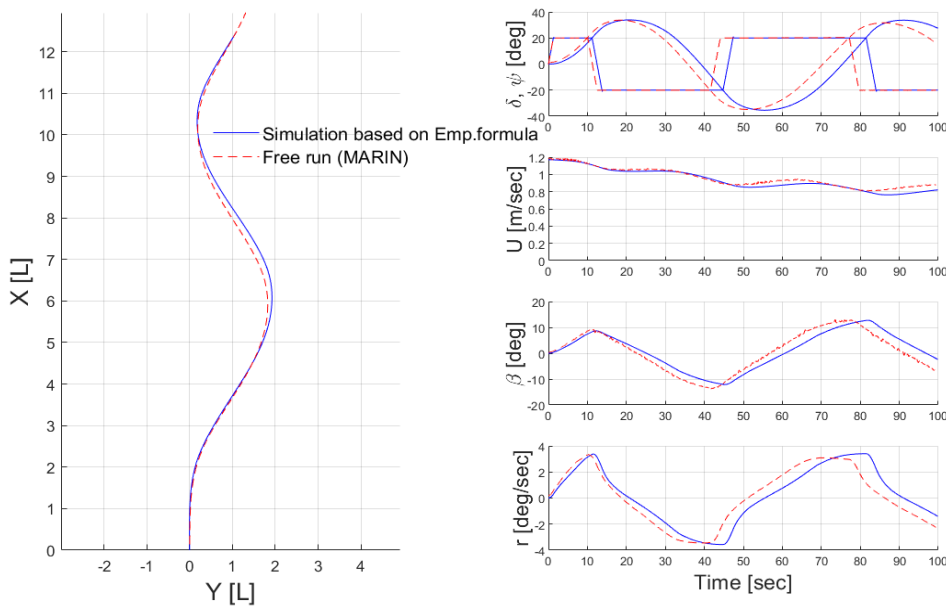 X [L]
12
11
10
9
8
7
6
5
4
3
2
1
0
-2 -1 0 1 2 3 4
Y [L]
Simulation based on Emp.formula
Free run (MARIN)
δ, ψ [deg]
40
20
0
-20
-40
0 10 20 30 40 50 60 70 80 90 100
U [m/sec]
1.2
1
0.8
0.6
0.4
0.2
0
0 10 20 30 40 50 60 70 80 90 100
β [deg]
20
10
0
-10
-20
0 10 20 30 40 50 60 70 80 90 100
r [deg/sec]
4
2
0
-2
-4
0 10 20 30 40 50 60 70 80 90 100
Time [sec]